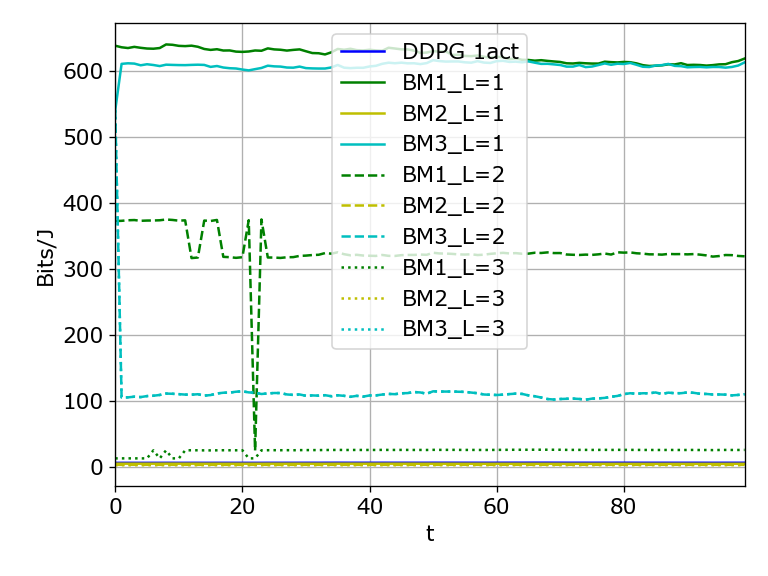 DDPG 1act
BM1_L=1
BM2_L=1
BM3_L=1
BM1_L=2
BM2_L=2
BM3_L=2
BM1_L=3
BM2_L=3
BM3_L=3
Bits/J
600
500
400
300
200
100
0
0 20 40 60 80
t